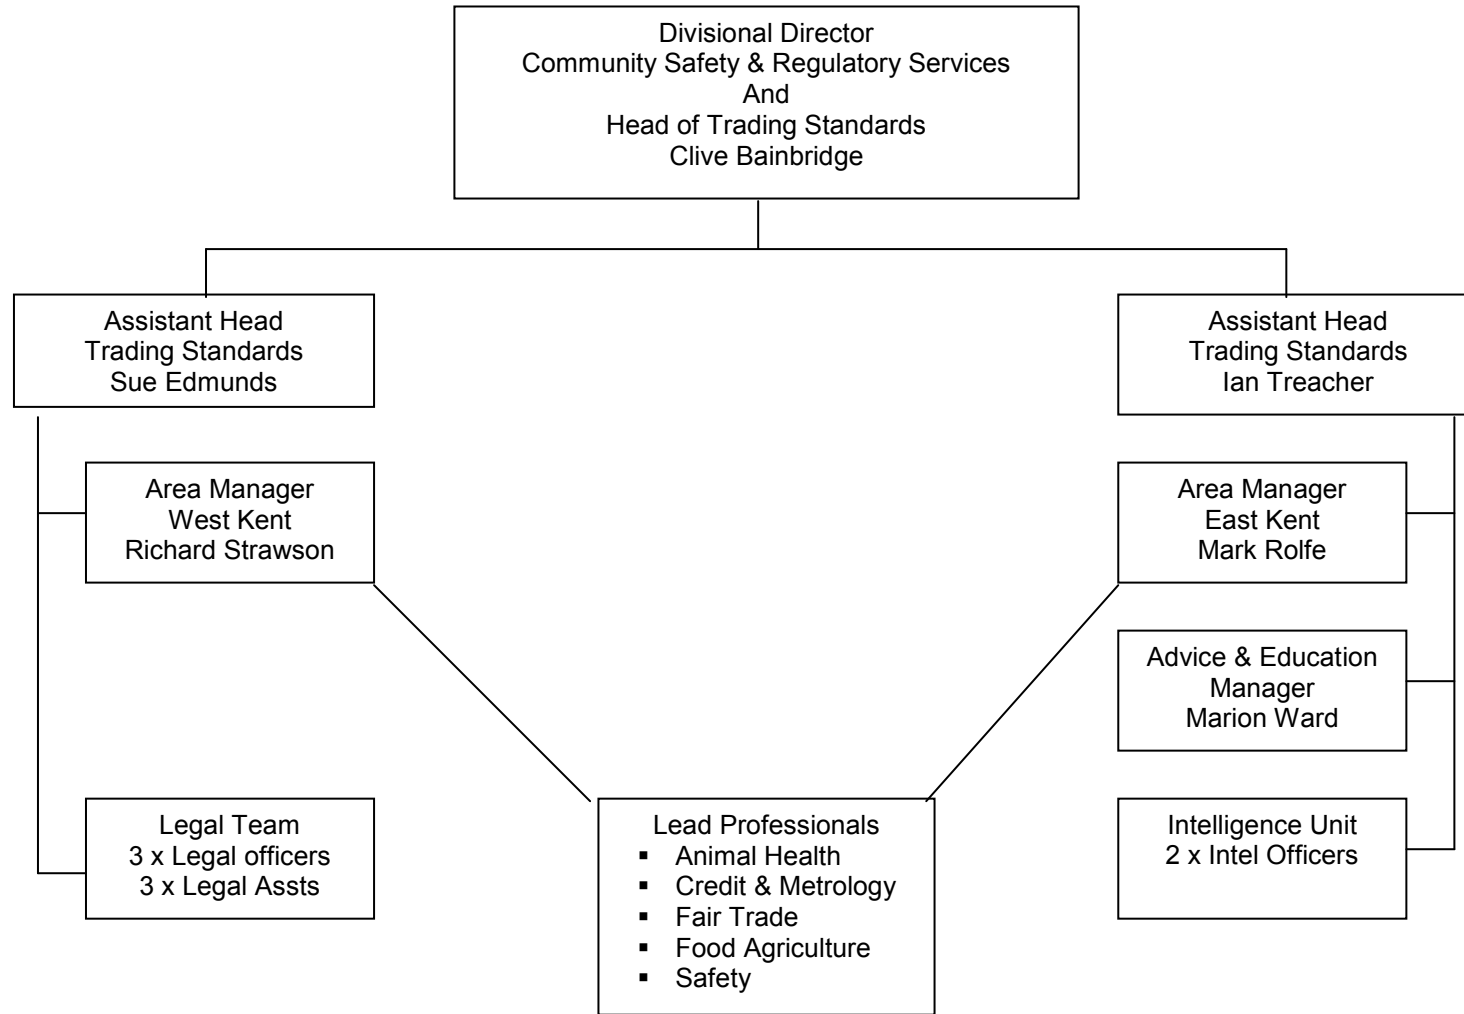 Divisional Director
Community Safety & Regulatory Services
And
Head of Trading Standards
Clive Bainbridge
Assistant Head
Trading Standards
Sue Edmunds
Assistant Head
Trading Standards
Ian Treacher
Area Manager
West Kent
Richard Strawson
Area Manager
East Kent
Mark Rolfe
Advice & Education
Manager
Marion Ward
Legal Team
3 x Legal officers
3 x Legal Assts
Lead Professionals
▪ Animal Health
▪ Credit & Metrology
▪ Fair Trade
▪ Food Agriculture
▪ Safety
Intelligence Unit
2 x Intel Officers